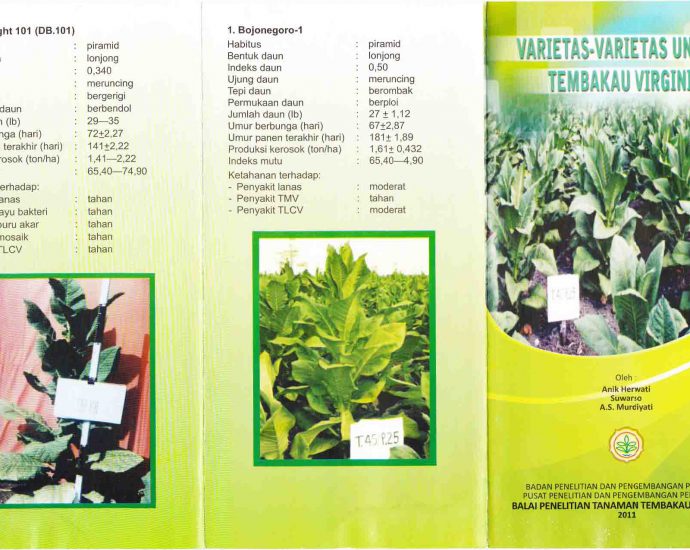 ght 101 (DB.101)
: piramid
: lonjong
: 0,340
: meruncing
: bergerigi
daun : berbendol
(lb) : 29—35
nga (hari) : 72±2,27
terakhir (hari) : 141±2,22
rosok (ton/ha) : 1,41—2,22
: 65,40—74,90
erhadap:
anas : tahan
ayu bakteri : tahan
puru akar : tahan
mosaik : tahan
TLCV : tahan
1. Bojonegoro-1
Habitus : piramid
Bentuk daun : lonjong
Indeks daun : 0,50
Ujung daun : meruncing
Tepi daun : berombak
Permukaan daun : berploi
Jumlah daun (lb) : 27 ± 1,12
Umur berbunga (hari) : 67±2,87
Umur panen terakhir (hari) : 181± 1,89
Produksi kerosok (ton/ha) : 1,61± 0,432
Indeks mutu : 65,40—4,90
Ketahanan terhadap:
- Penyakit lanas : moderat
- Penyakit TMV : tahan
- Penyakit TLCV : moderat
T.45 P.25
VARIETAS-VARIETAS UN
TEMBAKAU VIRGINI
Oleh :
Anik Herwati
Suwarso
A.S. Murdiyati
BADAN PENELITIAN DAN PENGEMBANGAN P
PUSAT PENELITIAN DAN PENGEMBANGAN PE
BALAI PENELITIAN TANAMAN TEMBAKAU
2011